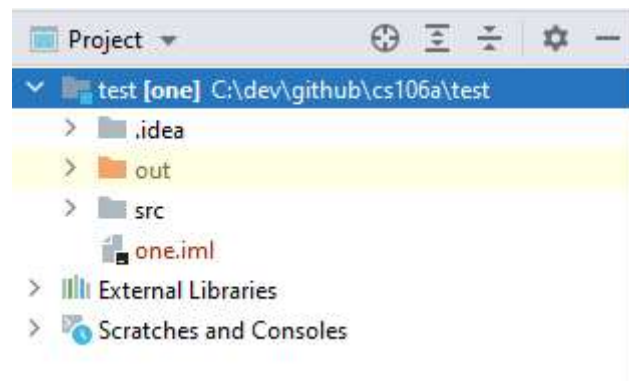 Project
test [one] C:\dev\github\cs106a\test
.idea
out
src
one.iml
External Libraries
Scratches and Consoles